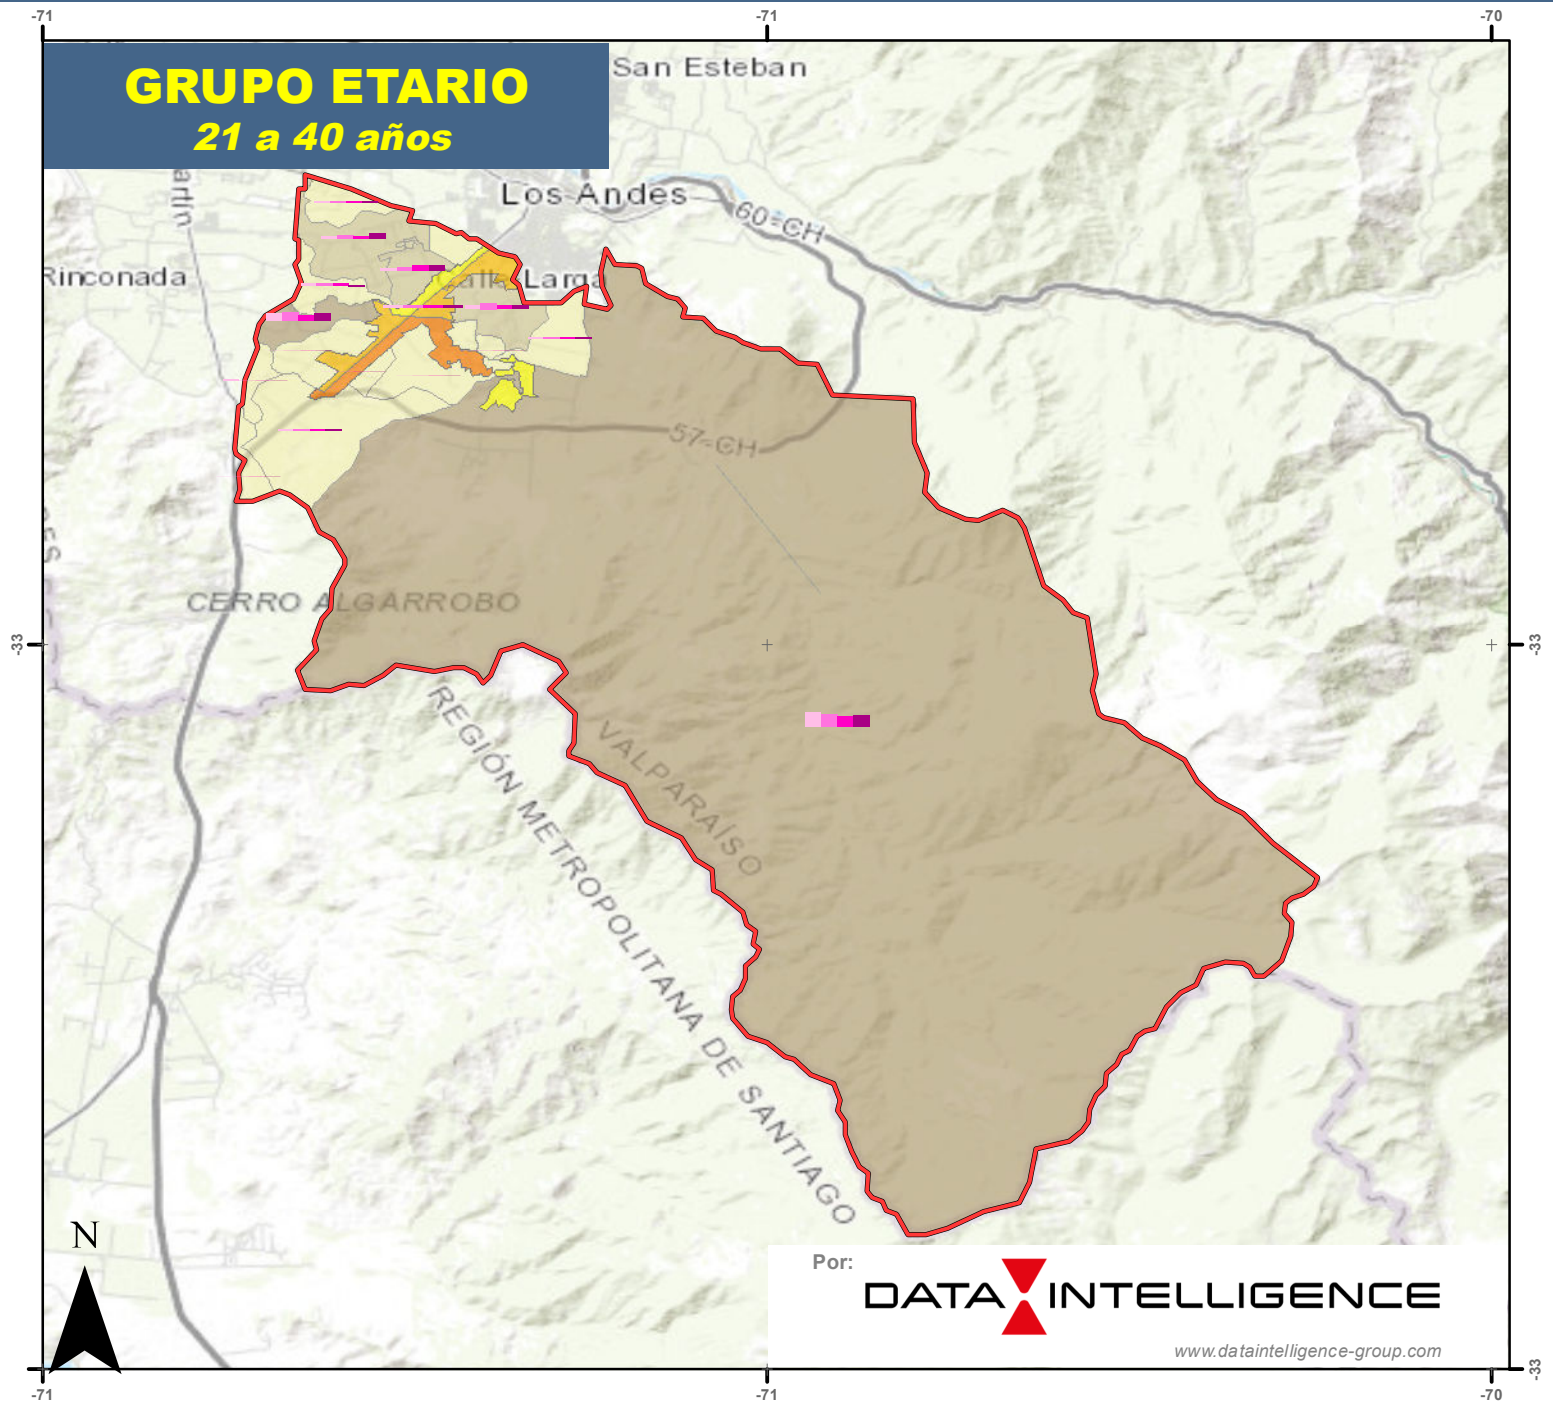 -71
-71
-70
GRUPO ETARIO
21 a 40 años
San Esteban
Los Andes
60-CH
Rinconada
Larga
57-CH
CERRO ALGARROBO
-33
-33
REGIÓN METROPOLITANA DE SANTIAGO
VALPARAÍSO
N
Por:
DATA INTELLIGENCE
www.dataintelligence-group.com
-33
-71
-71
-70